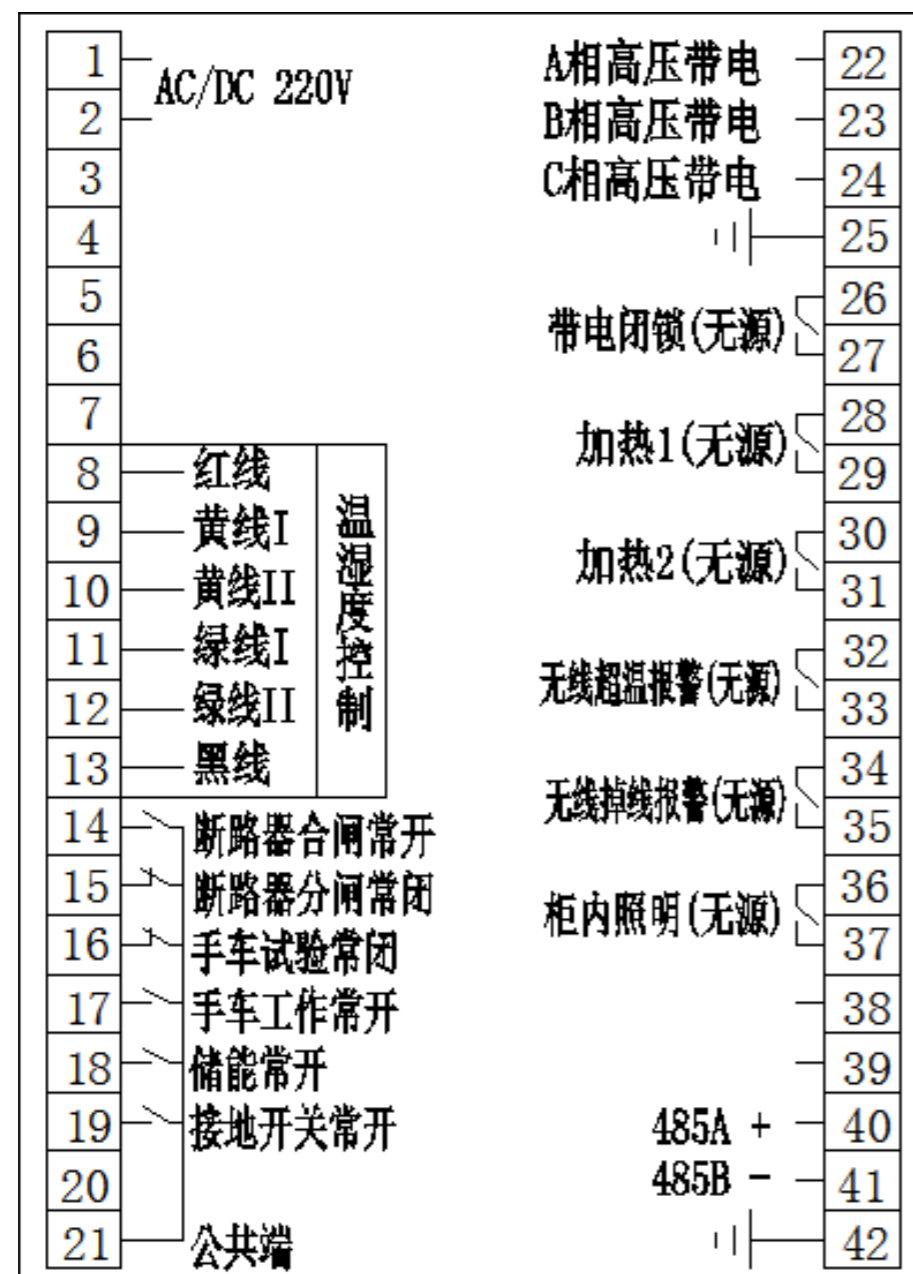 1
AC/DC 220V
2
3
4
5
6
7
8 红线
9 黄线I
10 黄线II
11 绿线I
12 绿线II
13 黑线
温湿度控制
14 断路器合闸常开
15 断路器分闸常闭
16 手车试验常闭
17 手车工作常开
18 储能常开
19 接地开关常开
20
21 公共端
A相高压带电 22
B相高压带电 23
C相高压带电 24
25
26
带电闭锁(无源)
27
28
加热1(无源)
29
30
加热2(无源)
31
32
无线超温报警(无源)
33
34
无线掉线报警(无源)
35
36
柜内照明(无源)
37
38
39
485A + 40
485B - 41
42